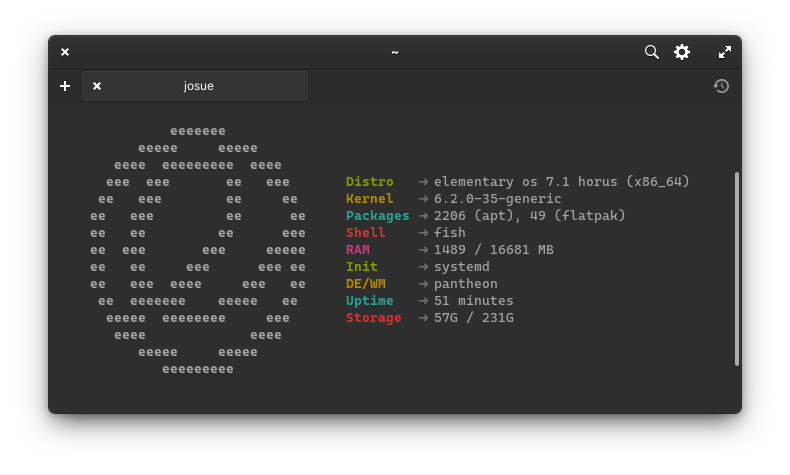 ~
josue
eeeeeee
eeeee     eeeee
eeee  eeeeeeeee  eeee
eee  eee       ee   eee
Distro → elementary os 7.1 horus (x86_64)
ee   eee        ee     ee
Kernel → 6.2.0-35-generic
ee   eee         ee      ee
Packages → 2206 (apt), 49 (flatpak)
ee   ee         ee      eee
Shell → fish
ee  eee       eee     eeeee
RAM → 1489 / 16681 MB
ee   ee     eee      eee ee
Init → systemd
ee   eee  eeee     eee   ee
DE/WM → pantheon
ee  eeeeeee    eeeee   ee
Uptime → 51 minutes
eeeee  eeeeeeee     eee
Storage → 57G / 231G
eeee             eeee
eeeee     eeeee
eeeeeeeee